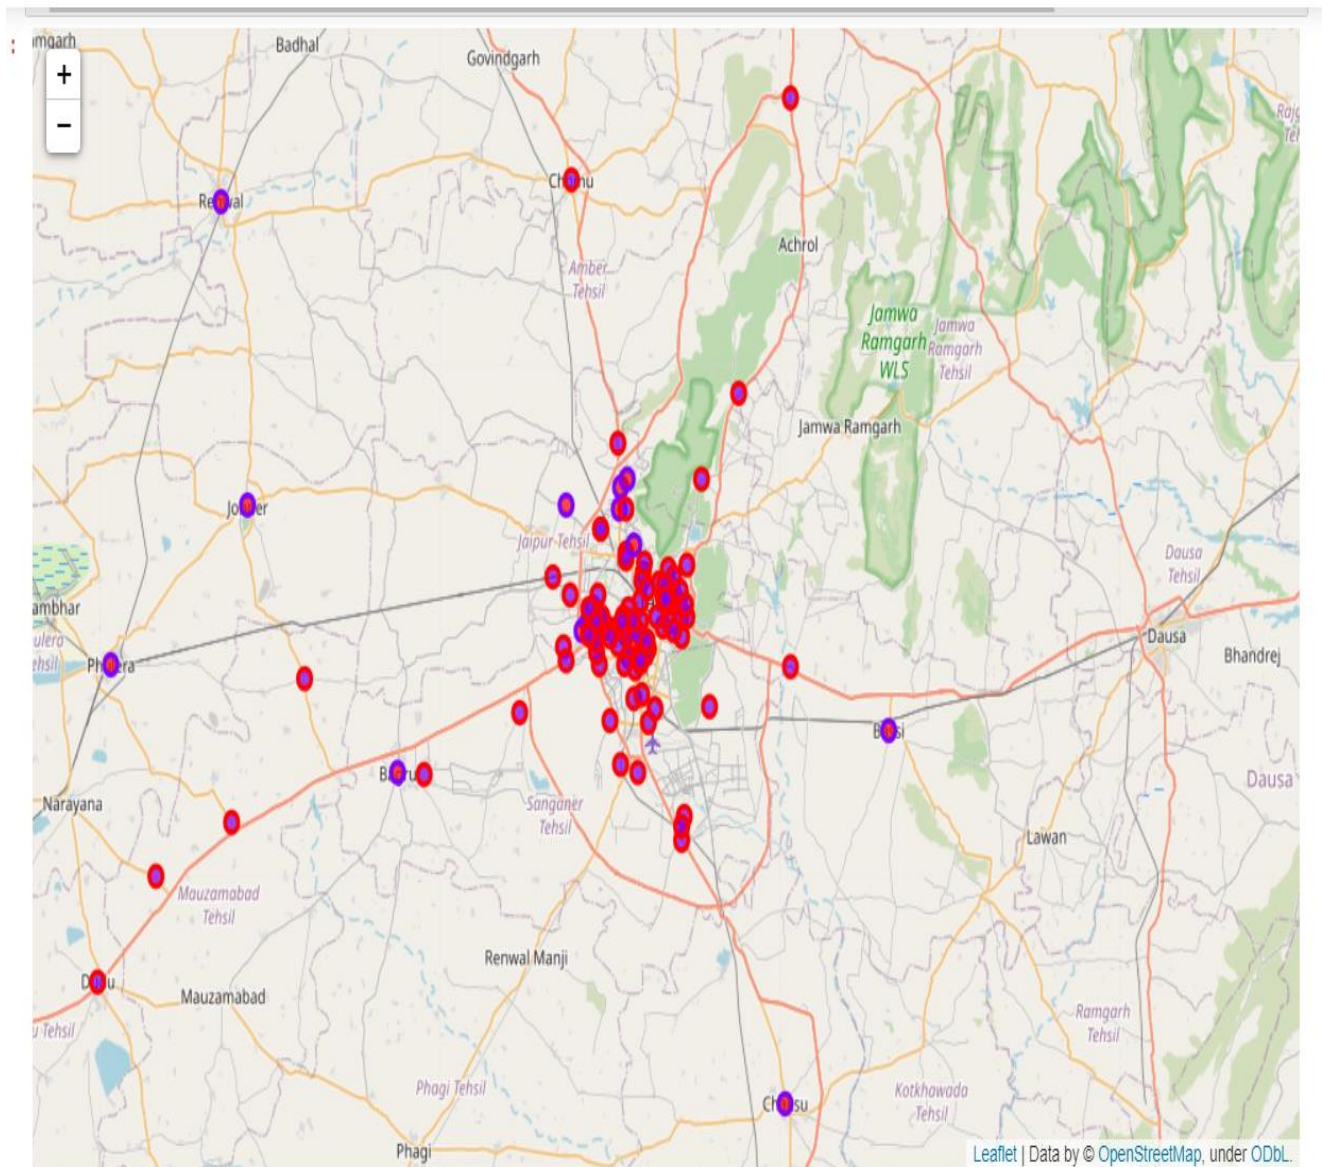 Badhal
Govindgarh
+
−
Achrol
Amber
Tehsil
Jamwa
Ramgarh
WLS
Jamwa
Ramgarh
Tehsil
Jamwa Ramgarh
Jaipur Tehsil
Dausa
Tehsil
Dausa
Bhandrej
Dausa
Narayana
Sanganer
Tehsil
Lawan
Mauzamabad
Tehsil
Renwal Manji
Mauzamabad
Ramgarh
Tehsil
Phagi Tehsil
Kotkhawada
Tehsil
Phagi
Leaflet | Data by © OpenStreetMap, under ODbL.